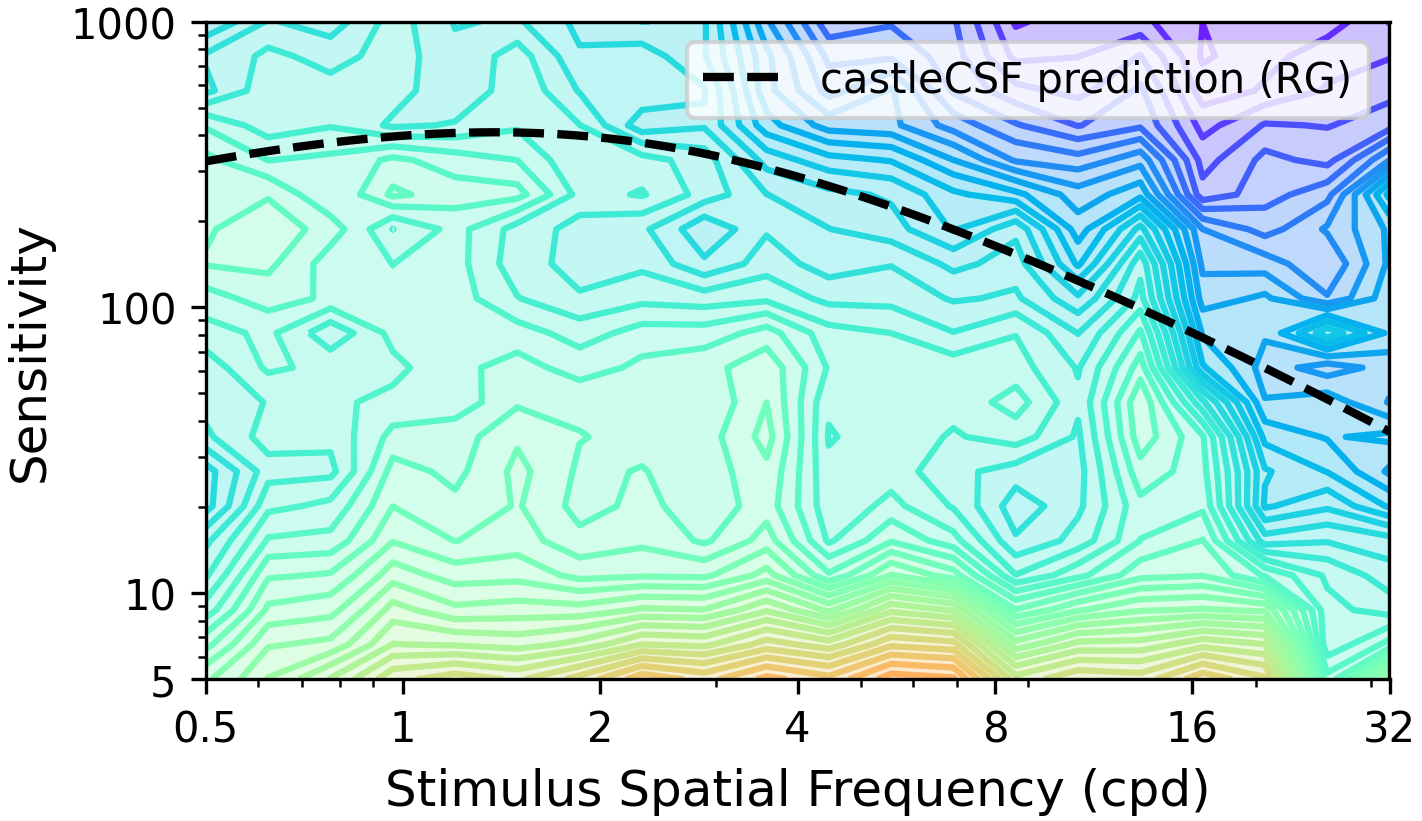 1000
100
10
5
Sensitivity
castleCSF prediction (RG)
0.5 1 2 4 8 16 32
Stimulus Spatial Frequency (cpd)